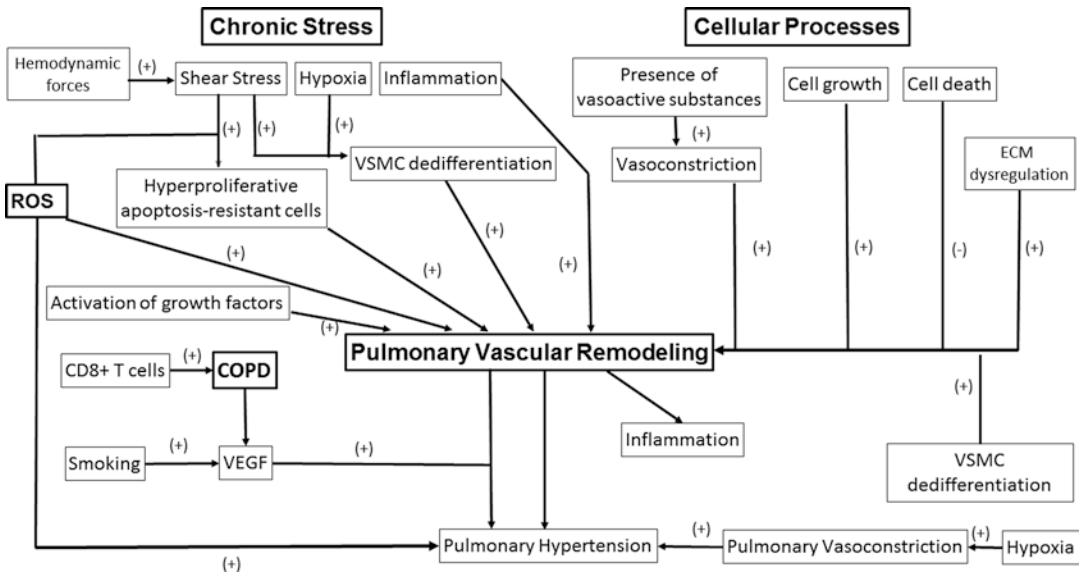 Chronic Stress
Cellular Processes
Hemodynamic
forces
(+)
Shear Stress
Hypoxia
Inflammation
Presence of
vasoactive substances
Cell growth
Cell death
(+)
(+)
(+)
(+)
VSMC dedifferentiation
Vasoconstriction
ECM
dysregulation
ROS
Hyperproliferative
apoptosis-resistant cells
(+)
(+)
(+)
(+)
(+)
(+)
(-)
(+)
Activation of growth factors
(+)
Pulmonary Vascular Remodeling
CD8+ T cells
(+)
COPD
(+)
Inflammation
Smoking
(+)
VEGF
(+)
VSMC
dedifferentiation
Pulmonary Hypertension
(+)
Pulmonary Vasoconstriction
(+)
Hypoxia
(+)